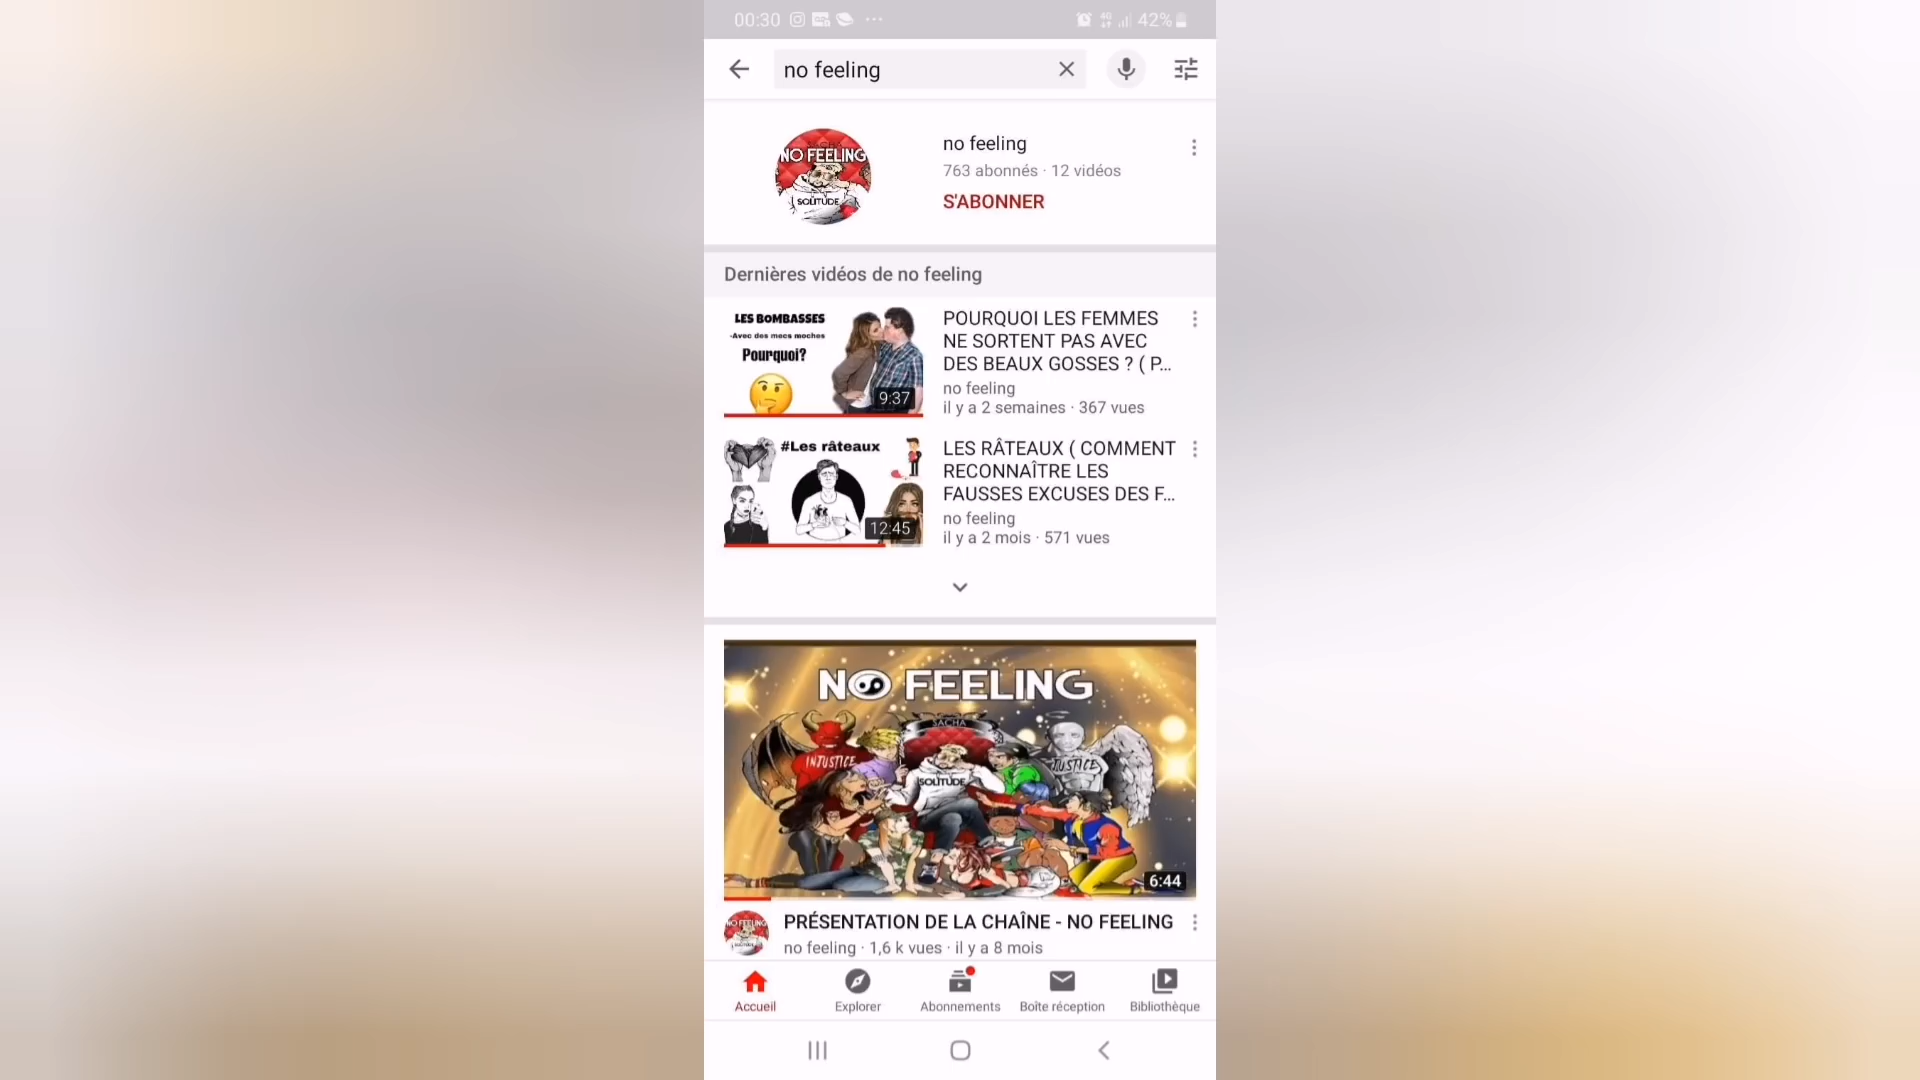 00:30
4G
42%
no feeling
NO FEELING
SOLITUDE
no feeling
763 abonnés · 12 vidéos
S'ABONNER
Dernières vidéos de no feeling
LES BOMBASSES
-Avec des mecs moches
Pourquoi?
9:37
POURQUOI LES FEMMES
NE SORTENT PAS AVEC
DES BEAUX GOSSES ? ( P...
no feeling
il y a 2 semaines · 367 vues
#Les râteaux
12:45
LES RÂTEAUX ( COMMENT
RECONNAÎTRE LES
FAUSSES EXCUSES DES F...
no feeling
il y a 2 mois · 571 vues
NO FEELING
SACHA
INJUSTICE
JUSTICE
SOLITUDE
6:44
NO FEELING
PRÉSENTATION DE LA CHAÎNE - NO FEELING
no feeling · 1,6 k vues · il y a 8 mois
Accueil
Explorer
Abonnements
Boîte réception
Bibliothèque